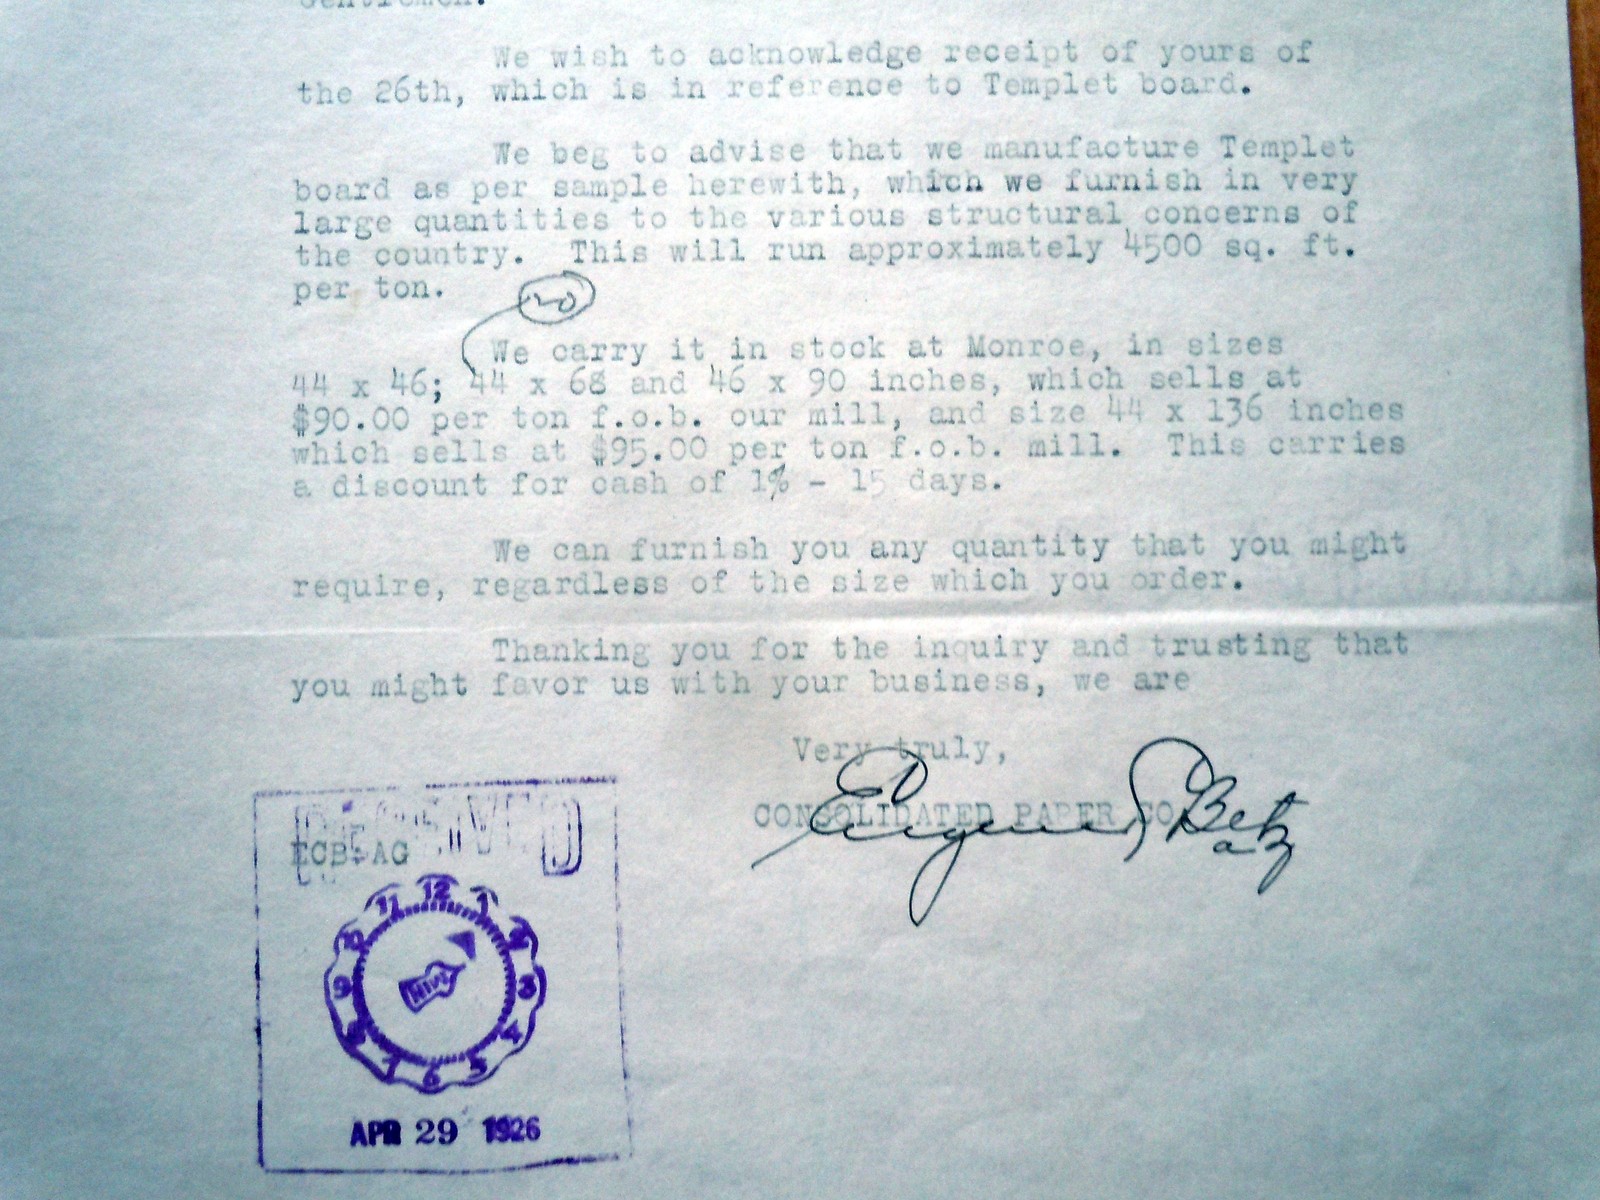 Gentlemen:
We wish to acknowledge receipt of yours of
the 26th, which is in reference to Templet board.
We beg to advise that we manufacture Templet
board as per sample herewith, which we furnish in very
large quantities to the various structural concerns of
the country. This will run approximately 4500 sq. ft.
per ton.
We carry it in stock at Monroe, in sizes
44 x 46; 44 x 68 and 46 x 90 inches, which sells at
$90.00 per ton f.o.b. our mill, and size 44 x 136 inches
which sells at $95.00 per ton f.o.b. mill. This carries
a discount for cash of 1% - 15 days.
We can furnish you any quantity that you might
require, regardless of the size which you order.
Thanking you for the inquiry and trusting that
you might favor us with your business, we are
Very truly,
CONSOLIDATED PAPER CO
Eugene Betz
RECEIVED
ECB-AG
12
11 1
10 2
9 3
8 4
7 5
6
APR 29 1926